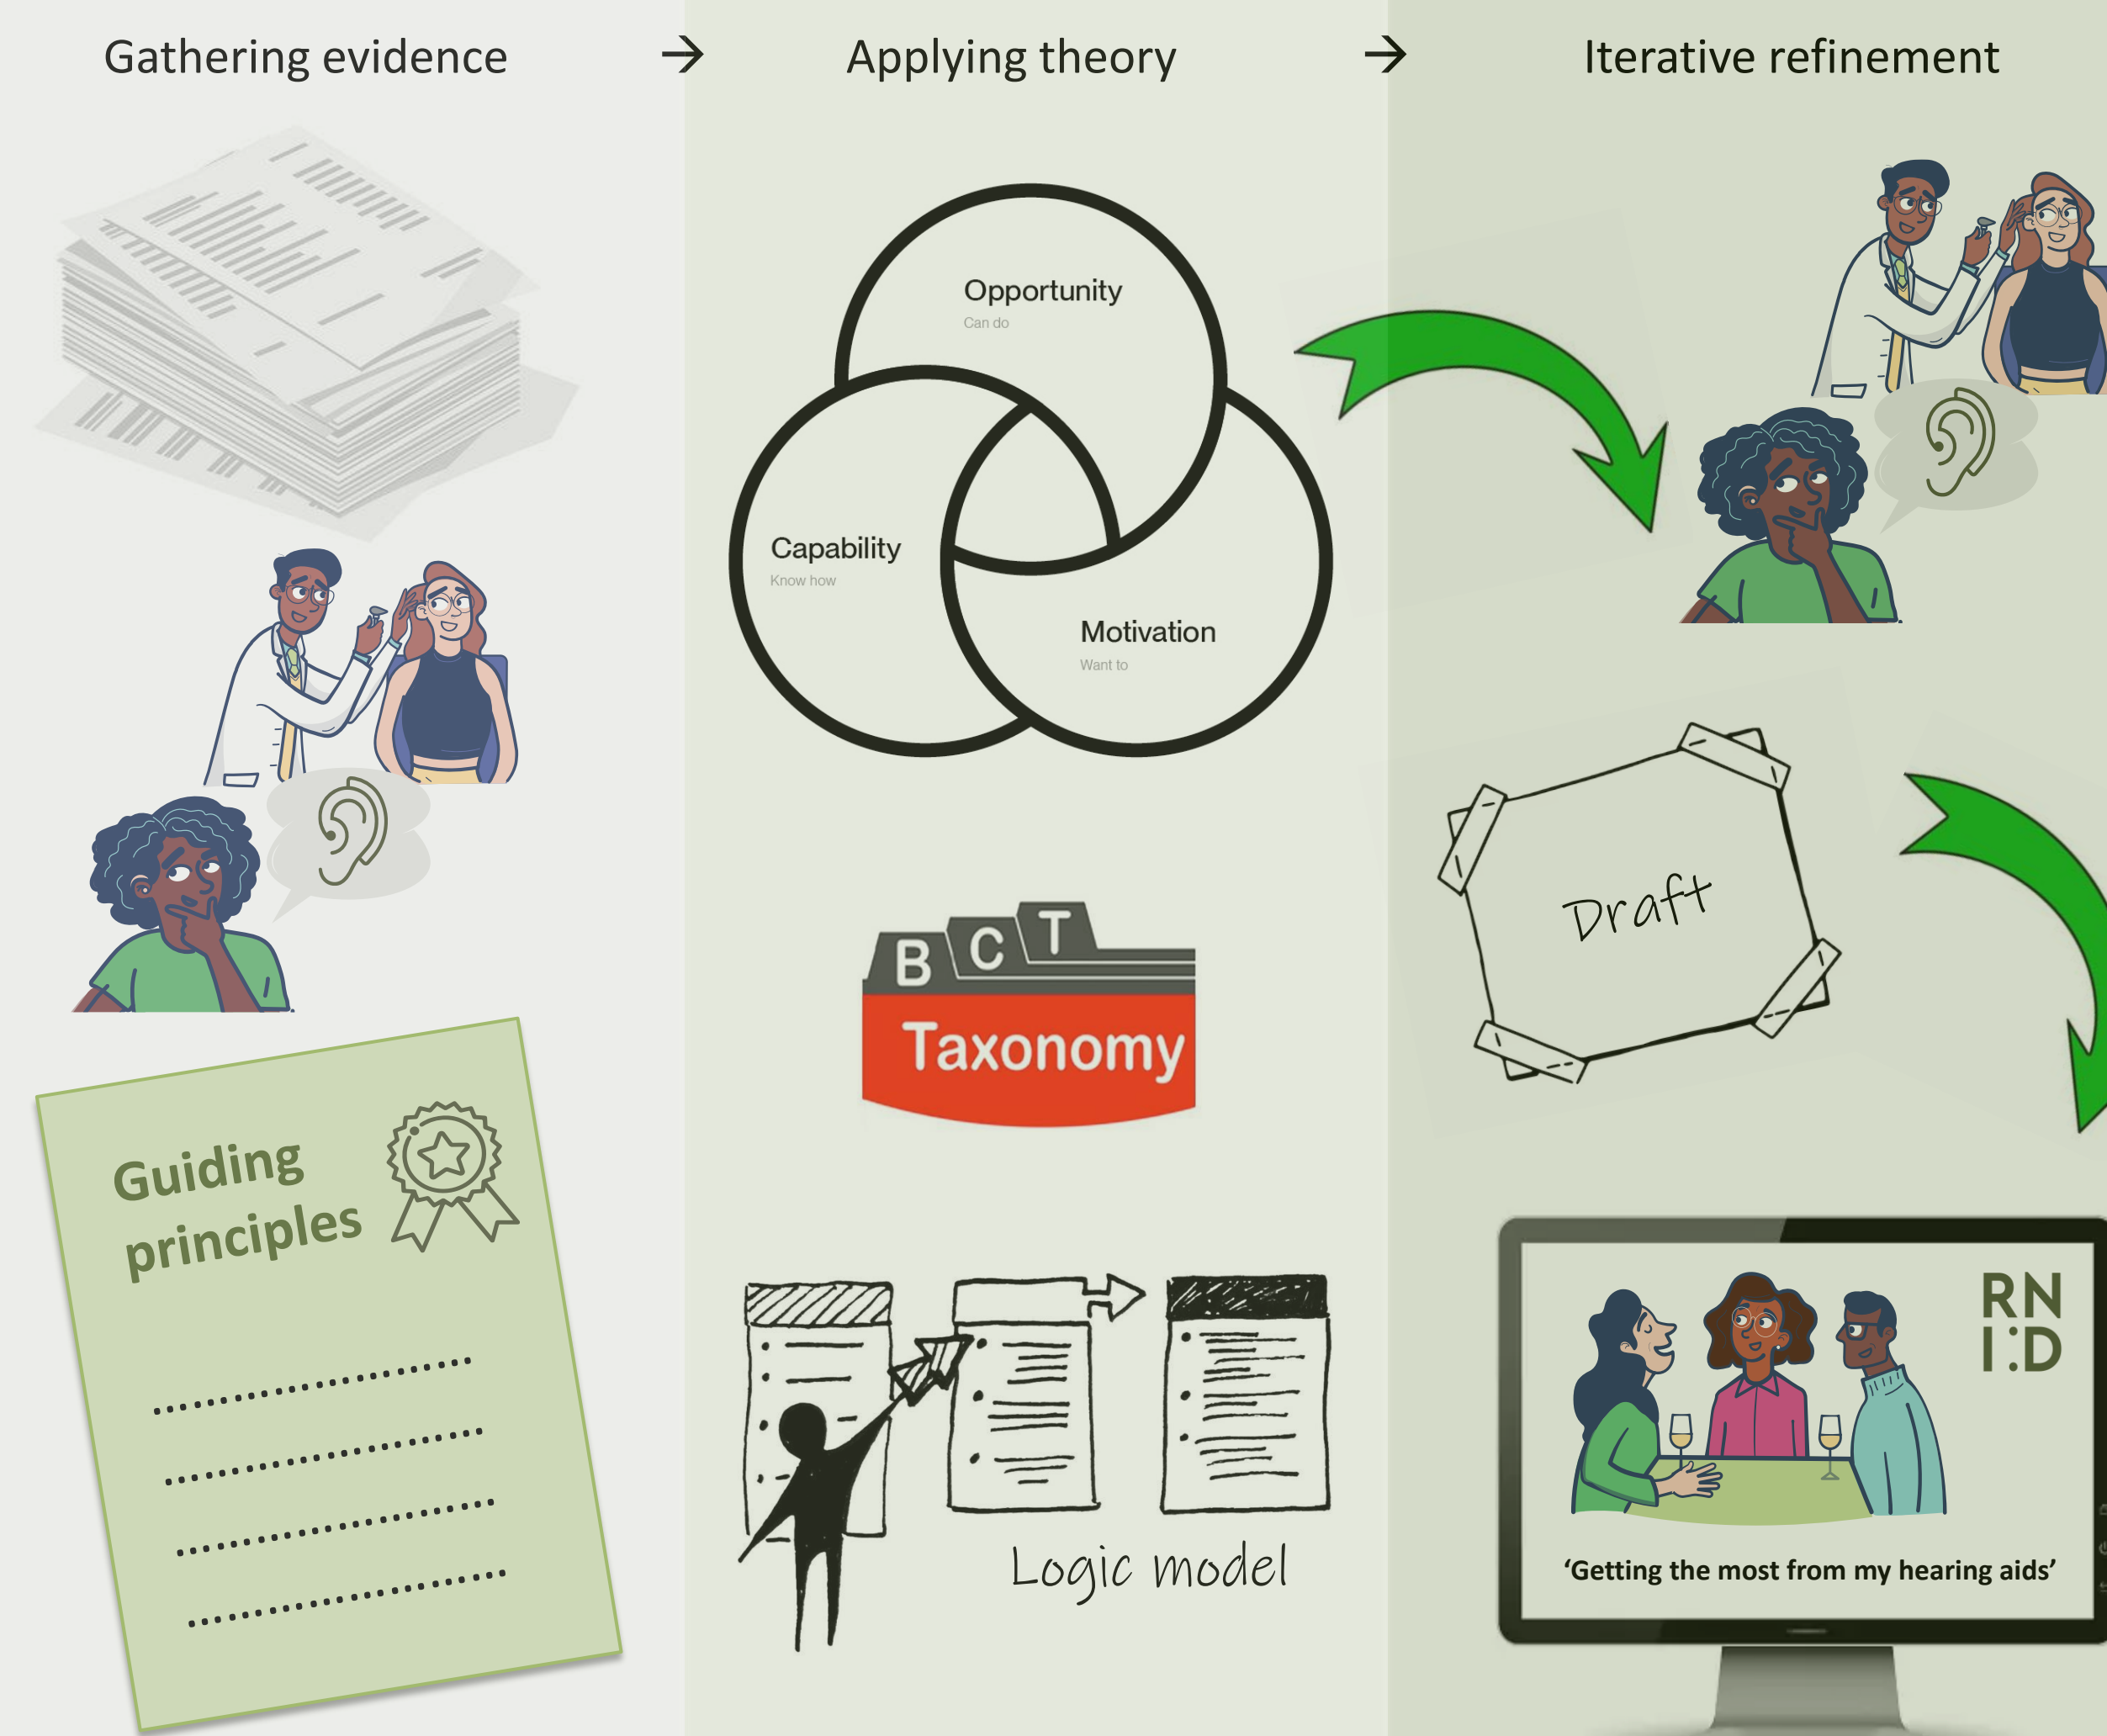 Gathering evidence → Applying theory → Iterative refinement
Opportunity
Can do
Capability
Know how
Motivation
Want to
B C T
Taxonomy
Guiding
principles
Logic model
Draft
RN
I:D
‘Getting the most from my hearing aids’